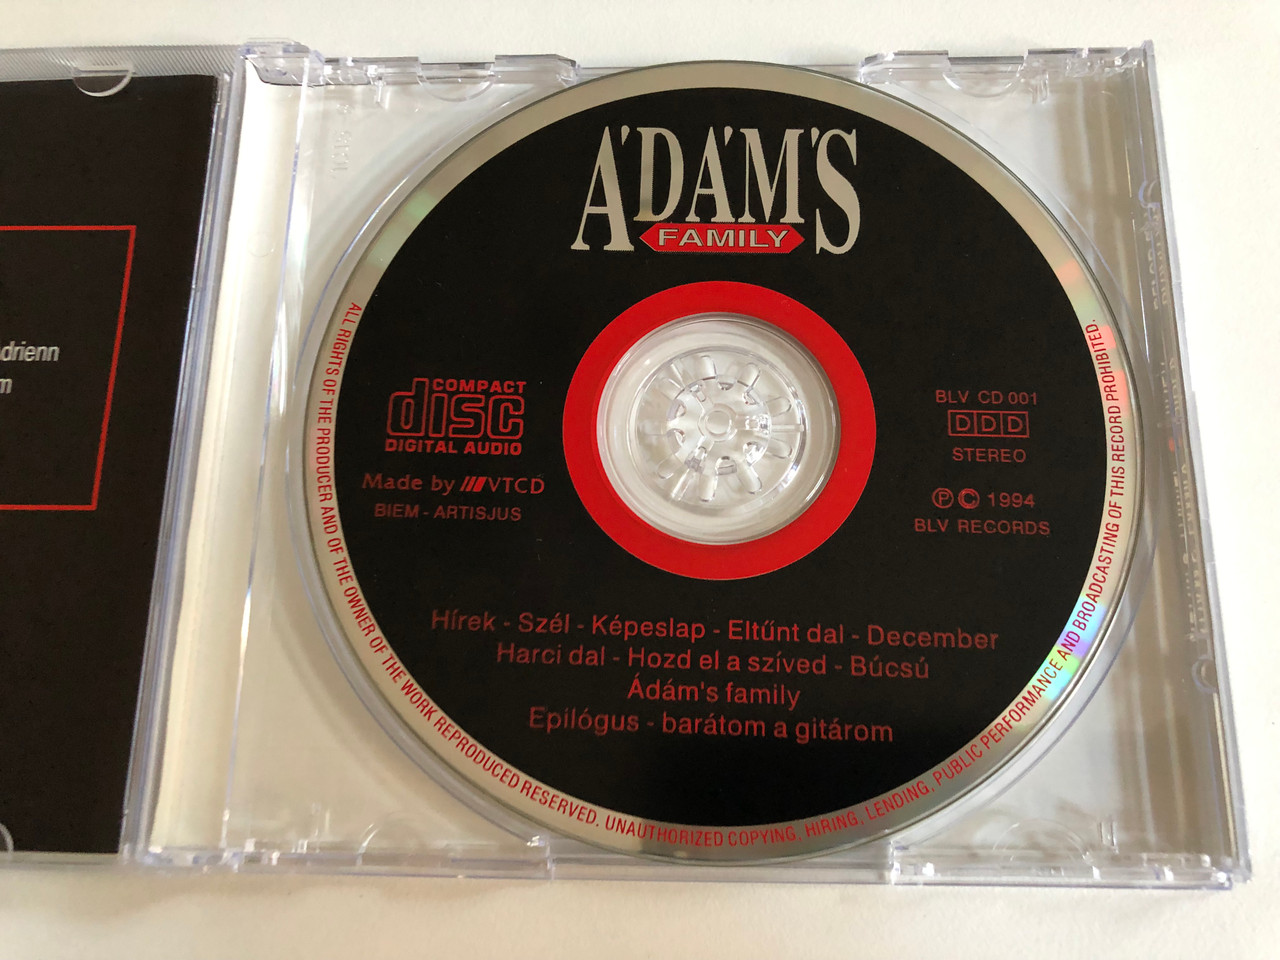 ÁDÁM'S
FAMILY
COMPACT
disc
DIGITAL AUDIO
Made by VTCD
BIEM - ARTISJUS
BLV CD 001
DDD
STEREO
Ⓟ © 1994
BLV RECORDS
Hírek - Szél - Képeslap - Eltűnt dal - December
Harci dal - Hozd el a szíved - Búcsú
Ádám's family
Epilógus - barátom a gitárom
ALL RIGHTS OF THE PRODUCER AND OF THE OWNER OF THE WORK REPRODUCED RESERVED. UNAUTHORIZED COPYING, HIRING, LENDING, PUBLIC PERFORMANCE AND BROADCASTING OF THIS RECORD PROHIBITED.
drienn
m